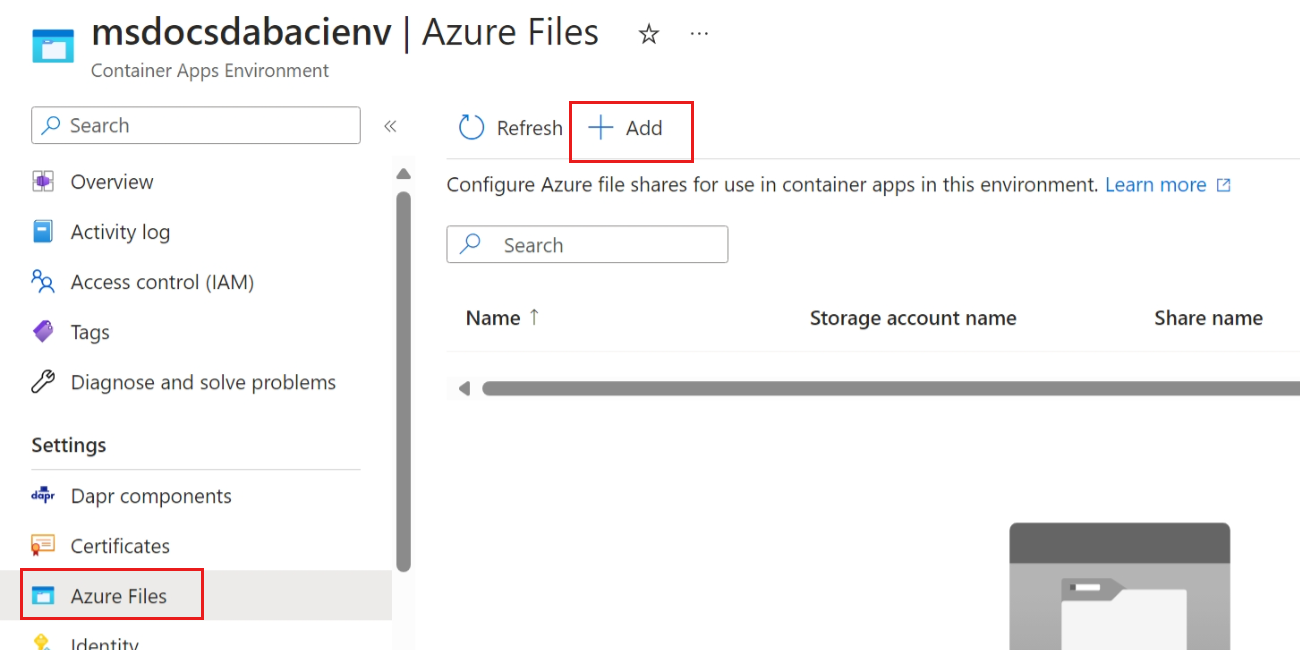 msdocsdabacienv | Azure Files
Container Apps Environment
Search
Overview
Activity log
Access control (IAM)
Tags
Diagnose and solve problems
Settings
dapr Dapr components
Certificates
Azure Files
Identity
Refresh Add
Configure Azure file shares for use in container apps in this environment. Learn more
Search
Name ↑ Storage account name Share name